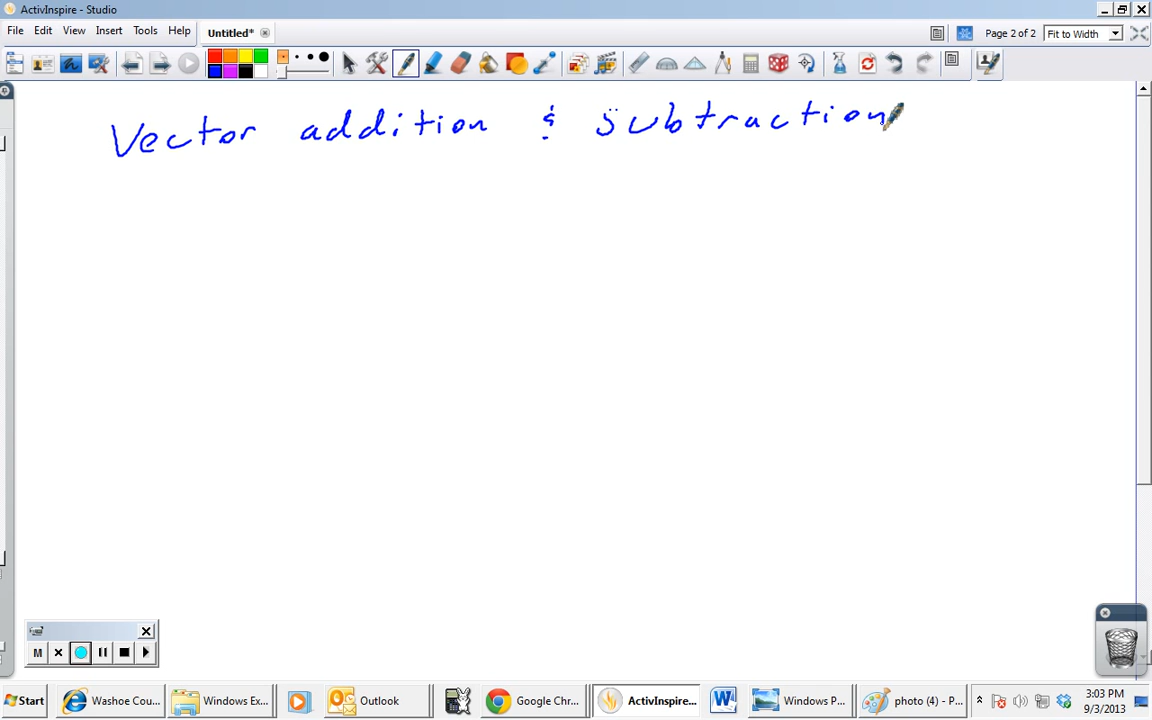 ActivInspire - Studio
File Edit View Insert Tools Help Untitled* Page 2 of 2 Fit to Width
Vector addition & subtraction
M
Start Washoe Cou... Windows Ex... Outlook Google Chr... ActivInspire... Windows P... photo (4) - P... 3:03 PM
9/3/2013